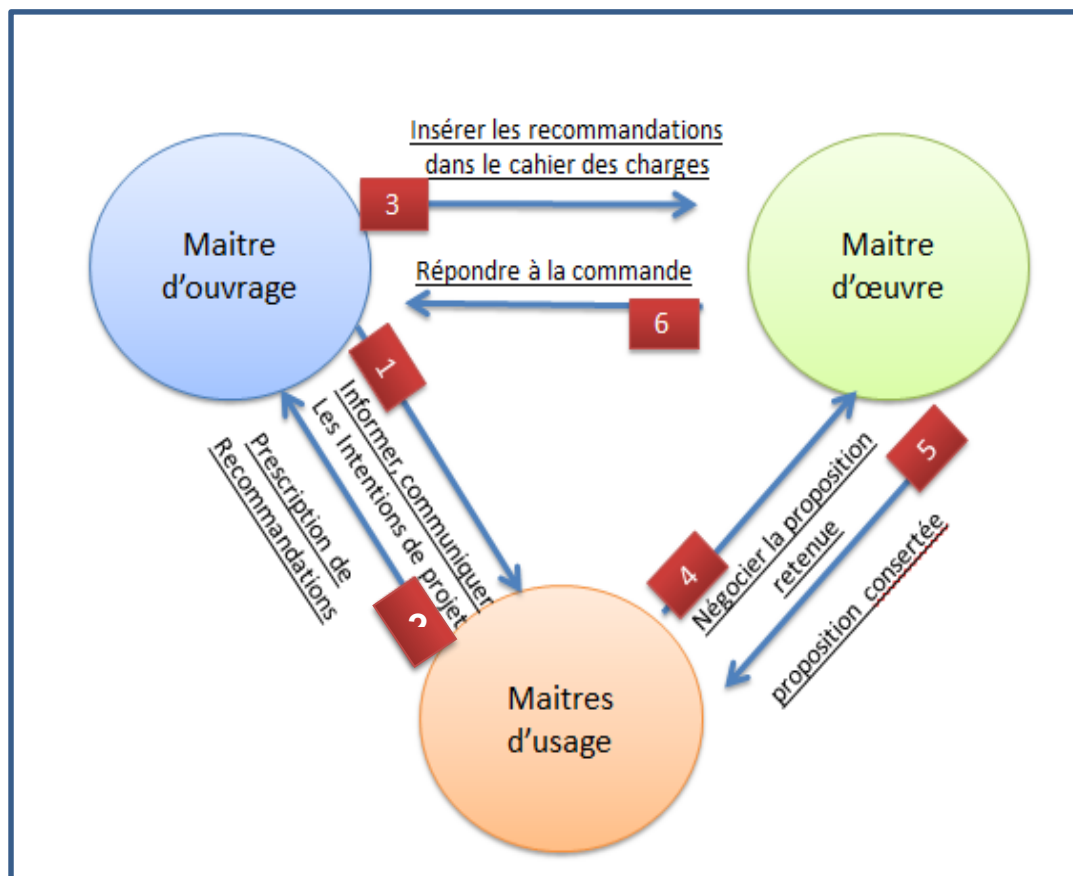 Insérer les recommandations
dans le cahier des charges
3
Maitre
d'ouvrage
Maitre
d'œuvre
Répondre à la commande
6
1
Informer, communiquer
Les Intentions de projet
Prescription de
Recommandations
4
Négocier la proposition
retenue
5
proposition consertée
Maitres
d'usage